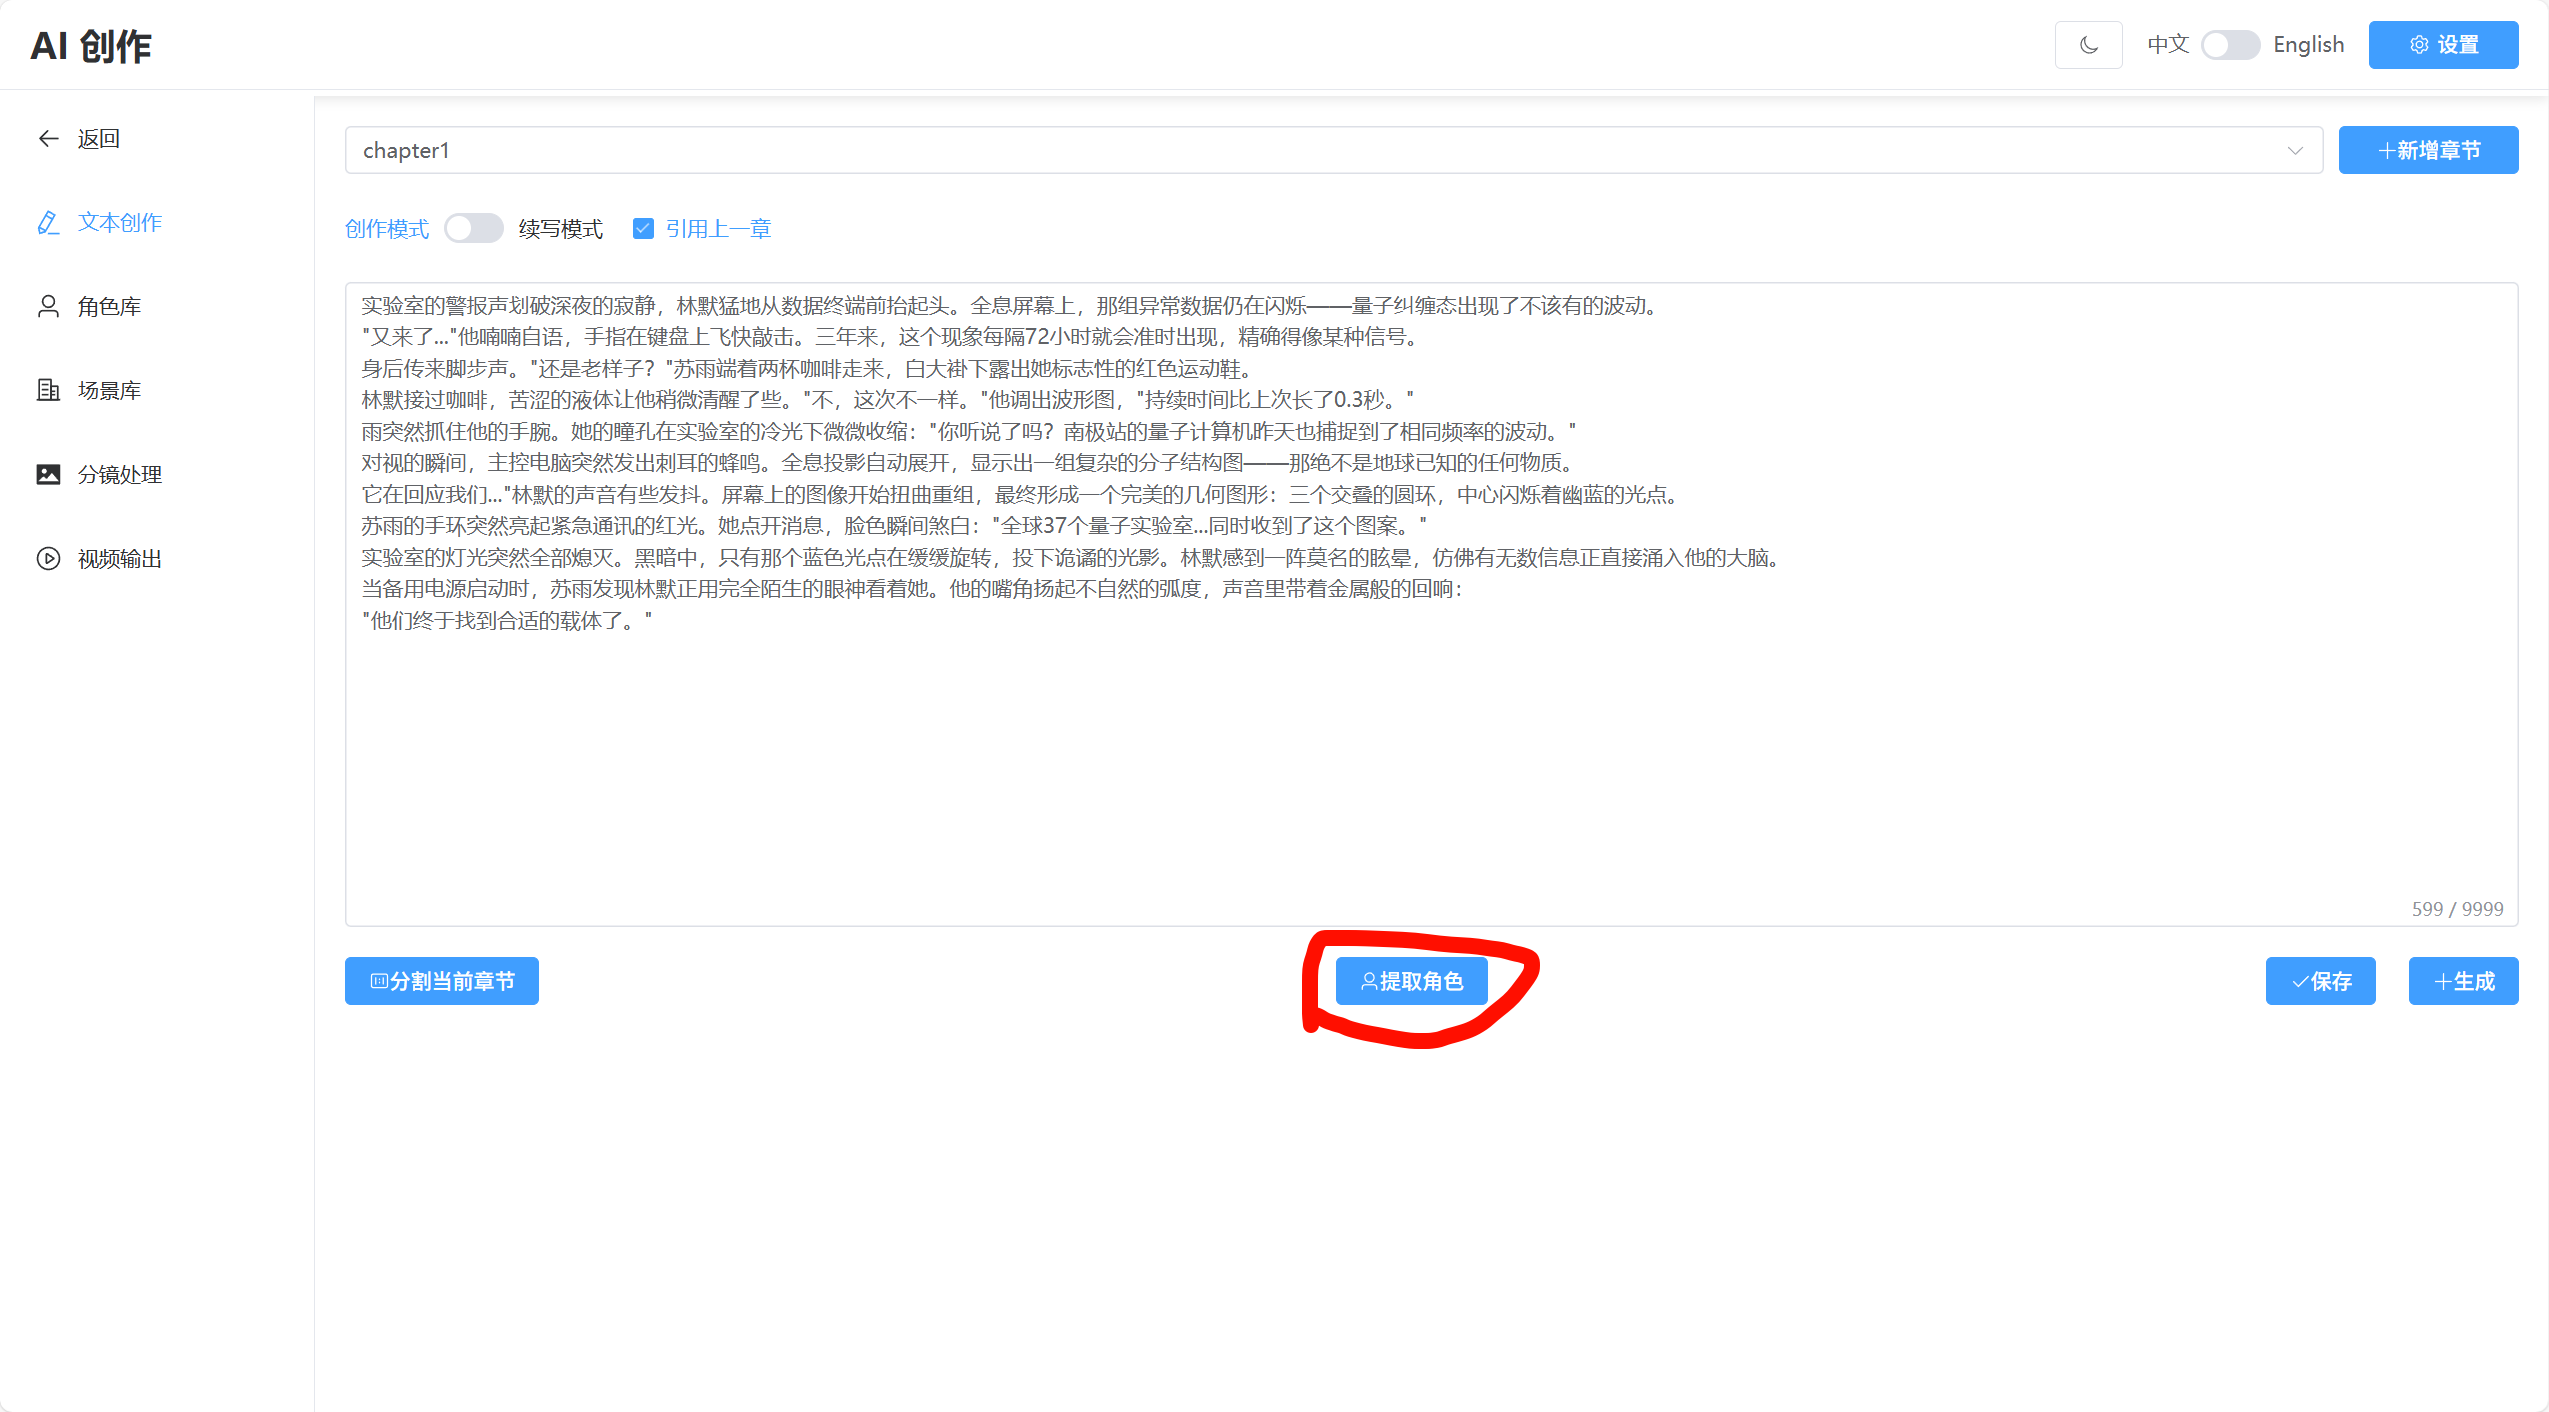 AI 创作
中文 English 设置
返回
文本创作
角色库
场景库
分镜处理
视频输出
chapter1
新增章节
创作模式 续写模式 引用上一章
实验室的警报声划破深夜的寂静，林默猛地从数据终端前抬起头。全息屏幕上，那组异常数据仍在闪烁——量子纠缠态出现了不该有的波动。
"又来了..."他喃喃自语，手指在键盘上飞快敲击。三年来，这个现象每隔72小时就会准时出现，精确得像某种信号。
身后传来脚步声。"还是老样子？"苏雨端着两杯咖啡走来，白大褂下露出她标志性的红色运动鞋。
林默接过咖啡，苦涩的液体让他稍微清醒了些。"不，这次不一样。"他调出波形图，"持续时间比上次长了0.3秒。"
雨突然抓住他的手腕。她的瞳孔在实验室的冷光下微微收缩："你听说了吗？南极站的量子计算机昨天也捕捉到了相同频率的波动。"
对视的瞬间，主控电脑突然发出刺耳的蜂鸣。全息投影自动展开，显示出一组复杂的分子结构图——那绝不是地球已知的任何物质。
它在回应我们..."林默的声音有些发抖。屏幕上的图像开始扭曲重组，最终形成一个完美的几何图形：三个交叠的圆环，中心闪烁着幽蓝的光点。
苏雨的手环突然亮起紧急通讯的红光。她点开消息，脸色瞬间煞白："全球37个量子实验室...同时收到了这个图案。"
实验室的灯光突然全部熄灭。黑暗中，只有那个蓝色光点在缓缓旋转，投下诡谲的光影。林默感到一阵莫名的眩晕，仿佛有无数信息正直接涌入他的大脑。
当备用电源启动时，苏雨发现林默正用完全陌生的眼神看着她。他的嘴角扬起不自然的弧度，声音里带着金属般的回响：
"他们终于找到合适的载体了。"
599 / 9999
分割当前章节 提取角色 保存 生成